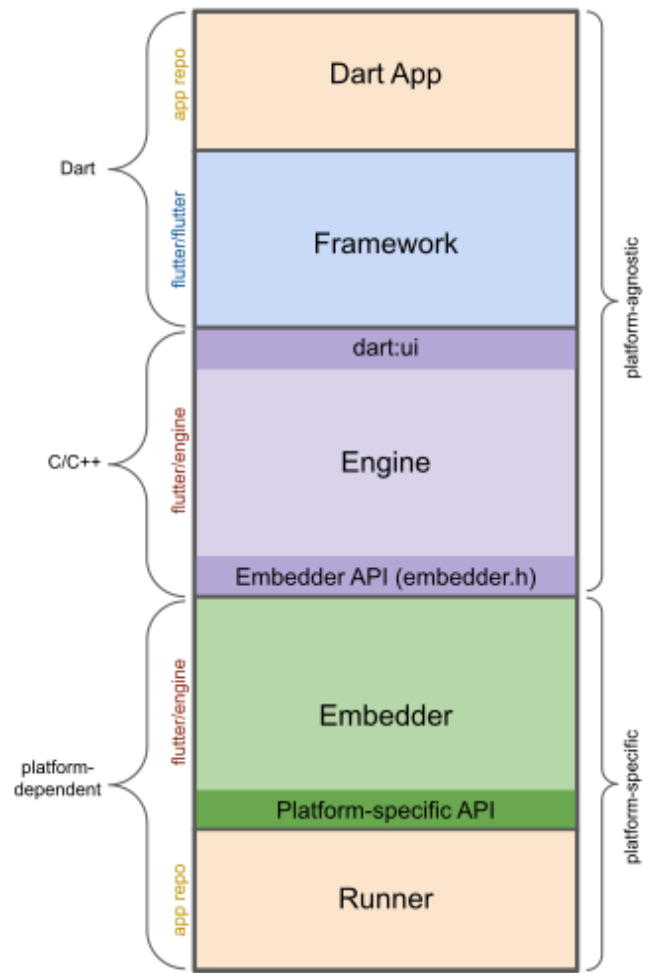 Dart App
app repo
Dart
Framework
flutter/flutter
platform-agnostic
dart:ui
Engine
C/C++
flutter/engine
Embedder API (embedder.h)
Embedder
flutter/engine
platform-
dependent
Platform-specific API
platform-specific
Runner
app repo